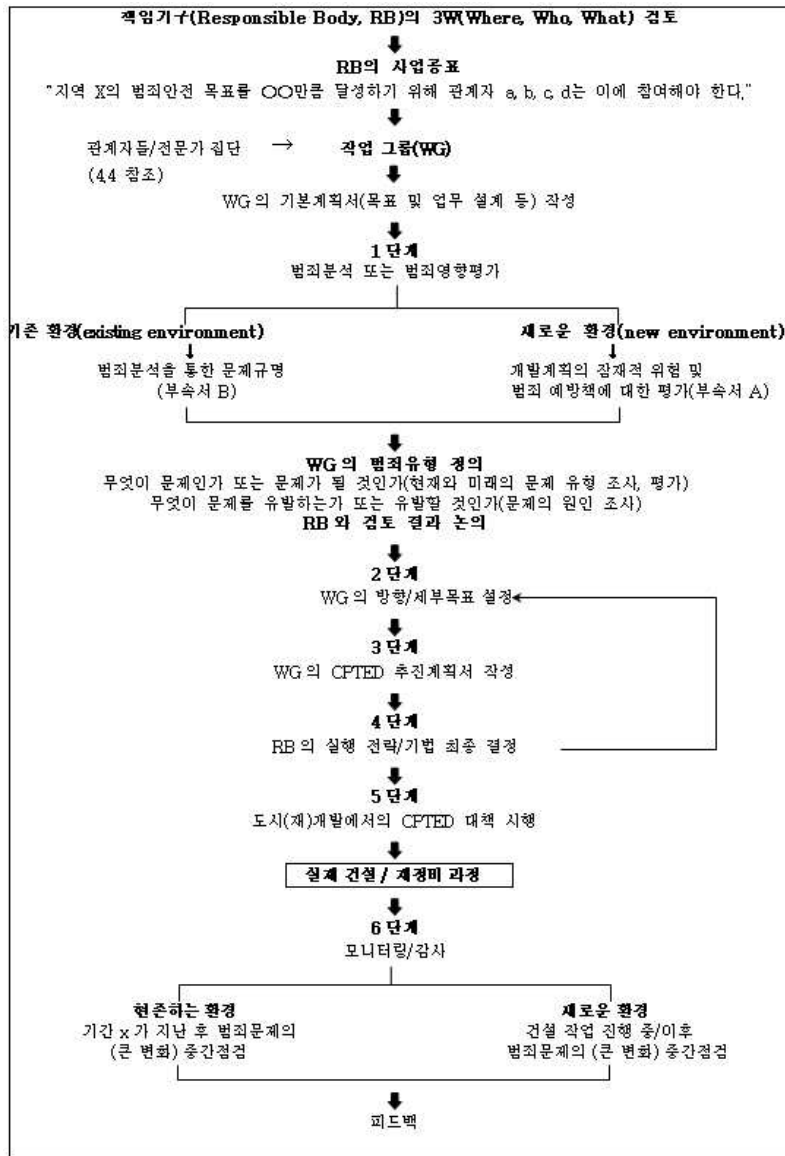 책임기구(Responsible Body, RB)의 3W(Where, Who, What) 검토
RB의 사업공표
"지역 X의 범죄안전 목표를 ○○만큼 달성하기 위해 관계자 a, b, c, d는 이에 참여해야 한다."
관계자들/전문가 집단 → 작업 그룹(WG)
(4.4 참조)
WG의 기본계획서(목표 및 업무 설계 등) 작성
1단계
범죄분석 또는 범죄영향평가
기존 환경(existing environment) 새로운 환경(new environment)
범죄분석을 통한 문제규명 개발계획의 잠재적 위험 및
(부속서 B) 범죄 예방책에 대한 평가(부속서 A)
WG의 범죄유형 정의
무엇이 문제인가 또는 문제가 될 것인가(현재와 미래의 문제 유형 조사, 평가)
무엇이 문제를 유발하는가 또는 유발할 것인가(문제의 원인 조사)
RB와 검토 결과 논의
2단계
WG의 방향/세부목표 설정
3단계
WG의 CPTED 추진계획서 작성
4단계
RB의 실행 전략/기법 최종 결정
5단계
도시(재)개발에서의 CPTED 대책 시행
실제 건설 / 재정비 과정
6단계
모니터링/감사
현존하는 환경 새로운 환경
기간 x가 지난 후 범죄문제의 건설 작업 진행 중/이후
(큰 변화) 중간점검 범죄문제의 (큰 변화) 중간점검
피드백